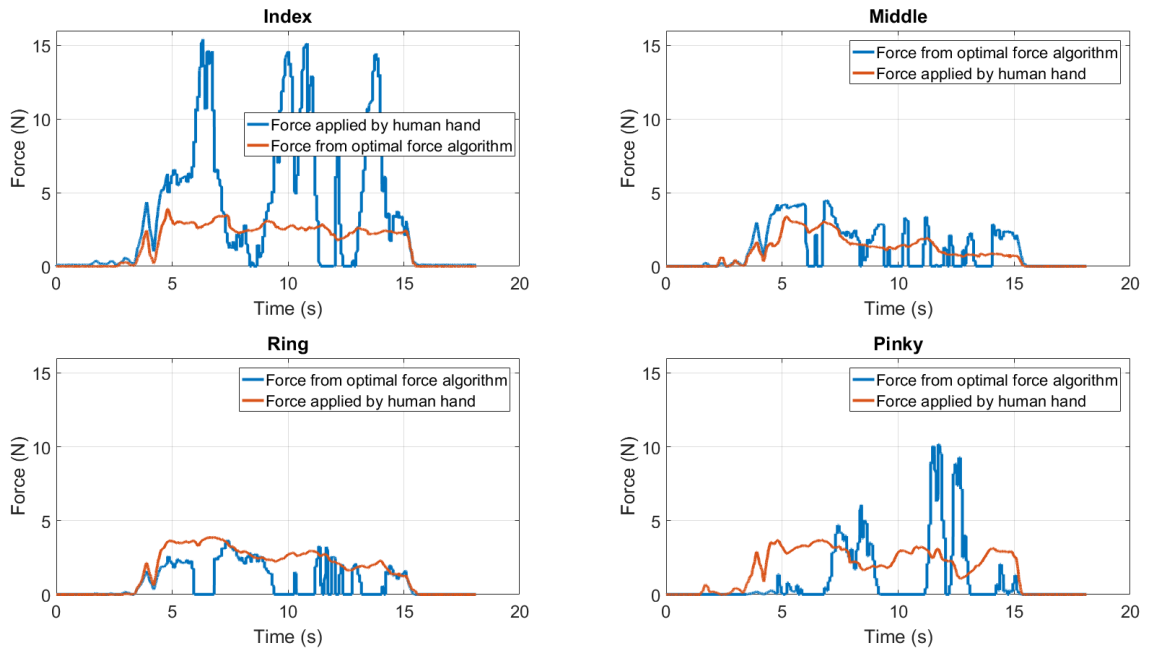 Index
15
10
5
0
Force (N)
0
5
10
15
20
Time (s)
Force applied by human hand
Force from optimal force algorithm
Middle
15
10
5
0
Force (N)
0
5
10
15
20
Time (s)
Force from optimal force algorithm
Force applied by human hand
Ring
15
10
5
0
Force (N)
0
5
10
15
20
Time (s)
Force from optimal force algorithm
Force applied by human hand
Pinky
15
10
5
0
Force (N)
0
5
10
15
20
Time (s)
Force from optimal force algorithm
Force applied by human hand